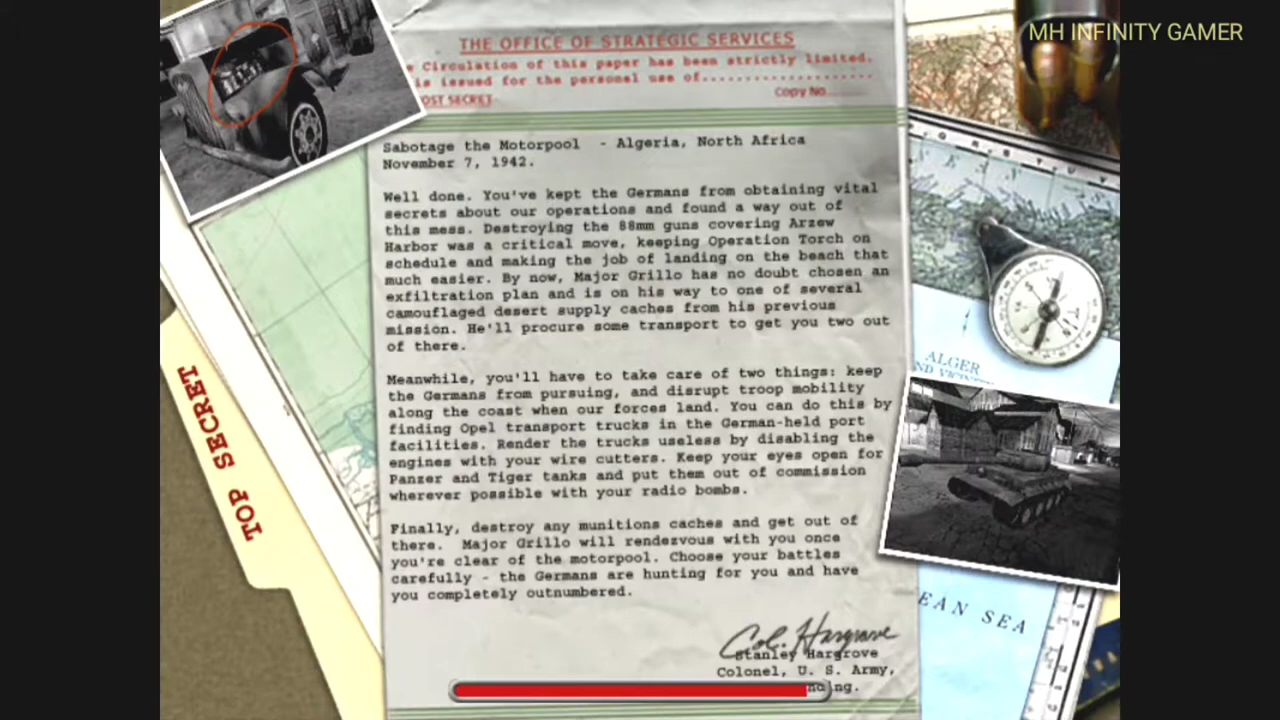 MH INFINITY GAMER
THE OFFICE OF STRATEGIC SERVICES
e Circulation of this paper has been strictly limited.
is issued for the personal use of
OST SECRET
Copy No.
Sabotage the Motorpool - Algeria, North Africa
November 7, 1942.
Well done. You've kept the Germans from obtaining vital
secrets about our operations and found a way out of
this mess. Destroying the 88mm guns covering Arzew
Harbor was a critical move, keeping Operation Torch on
schedule and making the job of landing on the beach that
much easier. By now, Major Grillo has no doubt chosen an
exfiltration plan and is on his way to one of several
camouflaged desert supply caches from his previous
mission. He'll procure some transport to get you two out
of there.
Meanwhile, you'll have to take care of two things: keep
the Germans from pursuing, and disrupt troop mobility
along the coast when our forces land. You can do this by
finding Opel transport trucks in the German-held port
facilities. Render the trucks useless by disabling the
engines with your wire cutters. Keep your eyes open for
Panzer and Tiger tanks and put them out of commission
wherever possible with your radio bombs.
Finally, destroy any munitions caches and get out of
there. Major Grillo will rendezvous with you once
you're clear of the motorpool. Choose your battles
carefully - the Germans are hunting for you and have
you completely outnumbered.
Col. Hargrove
Stanley Hargrove
Colonel, U. S. Army,
nding.
TOP SECRET
ALGER
ND VICINITY
EAN SEA